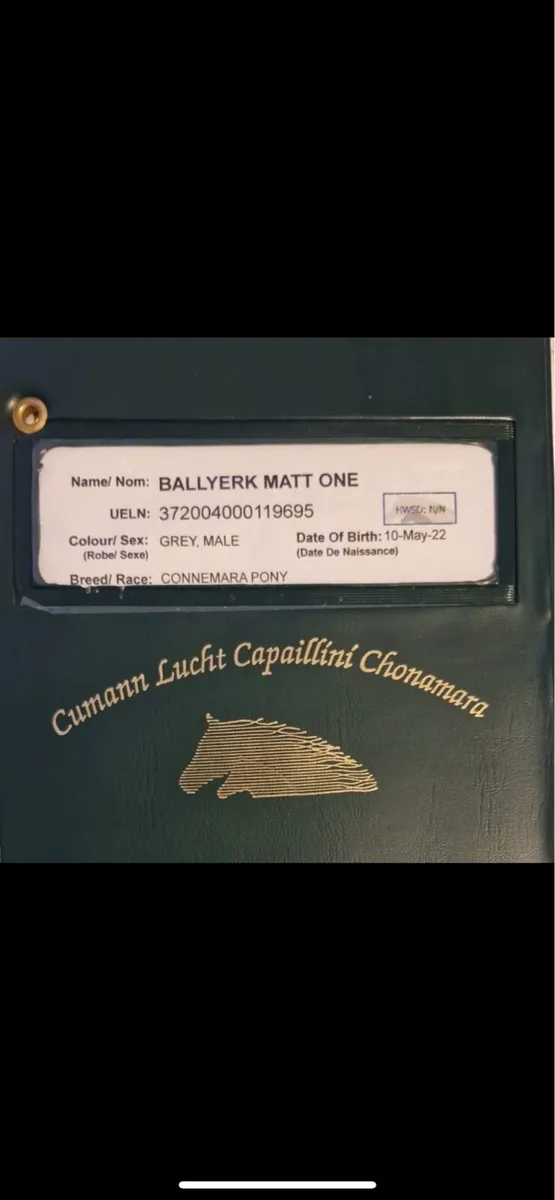 Name/ Nom: BALLYERK MATT ONE
UELN: 372004000119695
HWSD: N/N
Colour/ Sex: GREY, MALE
(Robe/ Sexe)
Date Of Birth: 10-May-22
(Date De Naissance)
Breed/ Race: CONNEMARA PONY
Cumann Lucht Capaillíní Chonamara